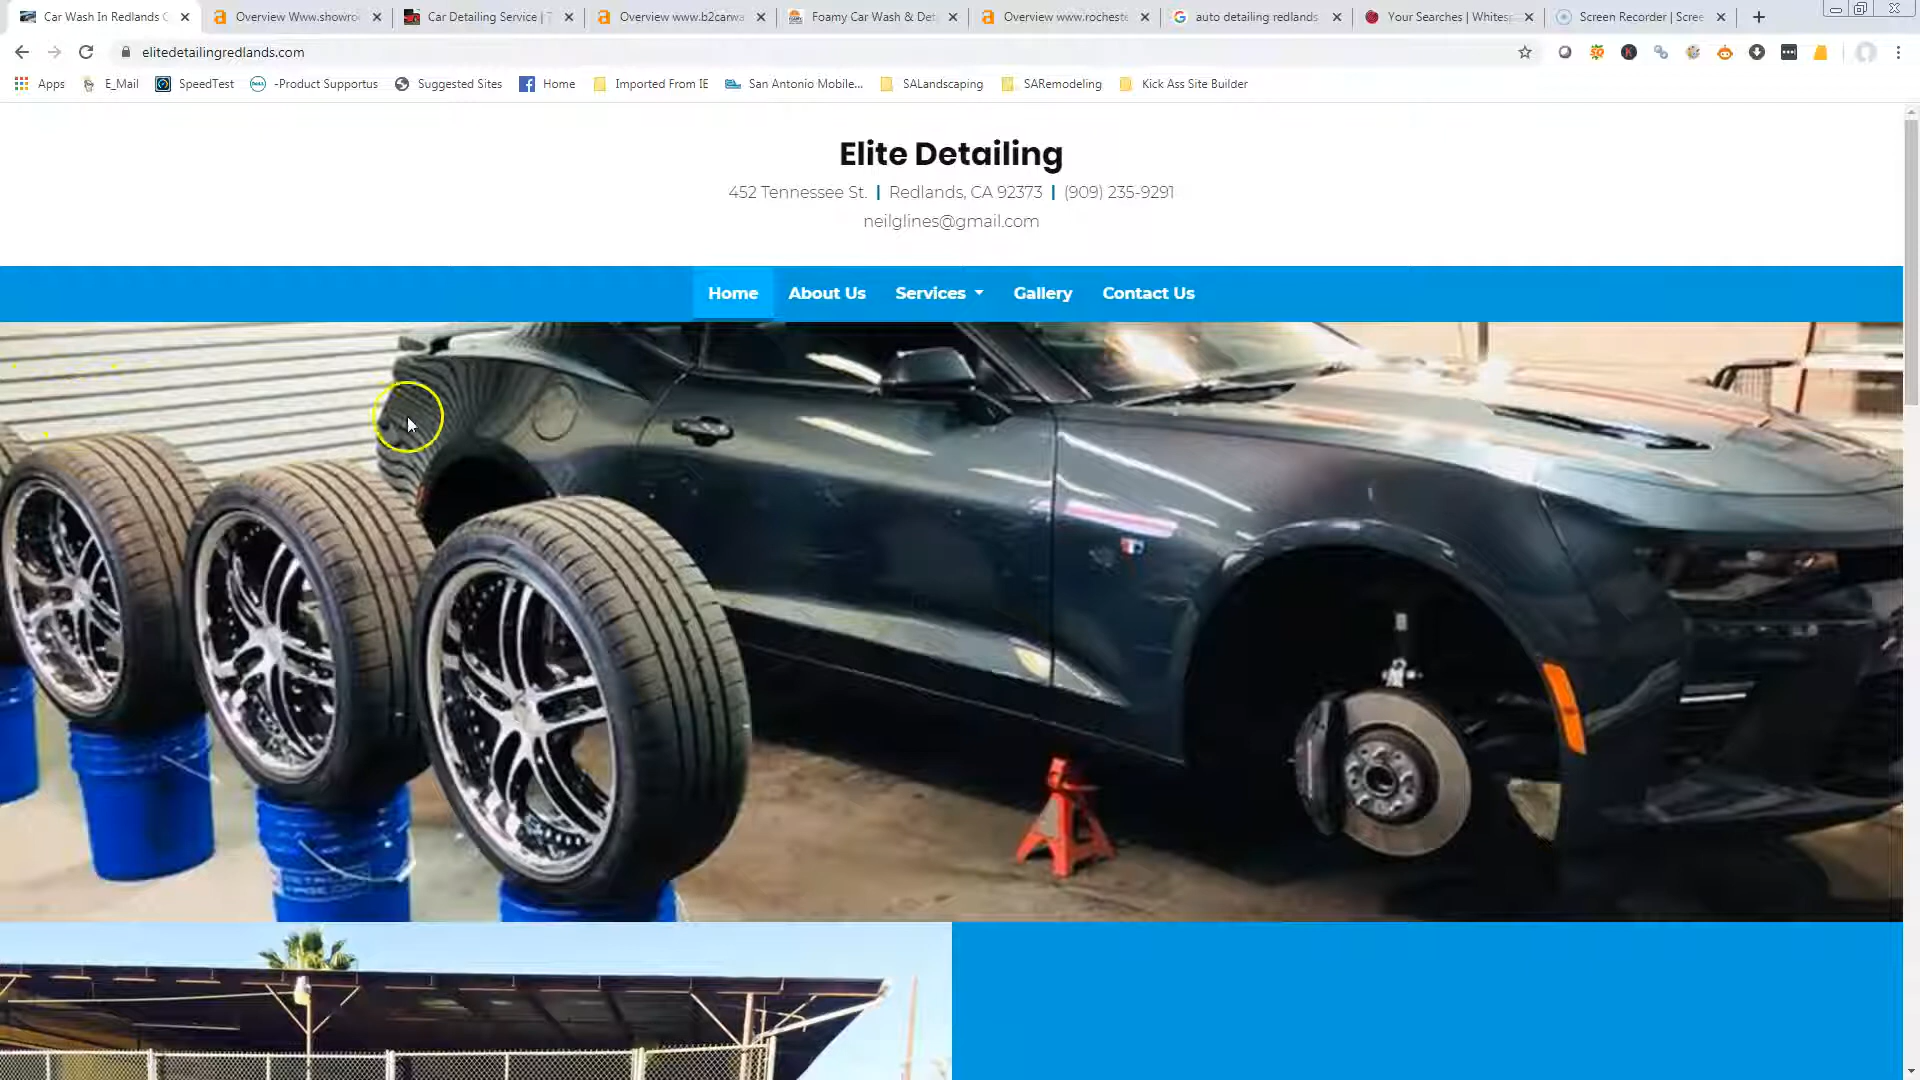 Car Wash In Redlands C
Overview Www.showro
Car Detailing Service | T
Overview www.b2carwa
Foamy Car Wash & Det
Overview www.rocheste
auto detailing redlands
Your Searches | Whitesp
Screen Recorder | Scree
elitedetailingredlands.com
Apps
E_Mail
SpeedTest
-Product Supportus
Suggested Sites
Home
Imported From IE
San Antonio Mobile...
SALandscaping
SARemodeling
Kick Ass Site Builder
Elite Detailing
452 Tennessee St. | Redlands, CA 92373 | (909) 235-9291
neilglines@gmail.com
Home About Us Services Gallery Contact Us